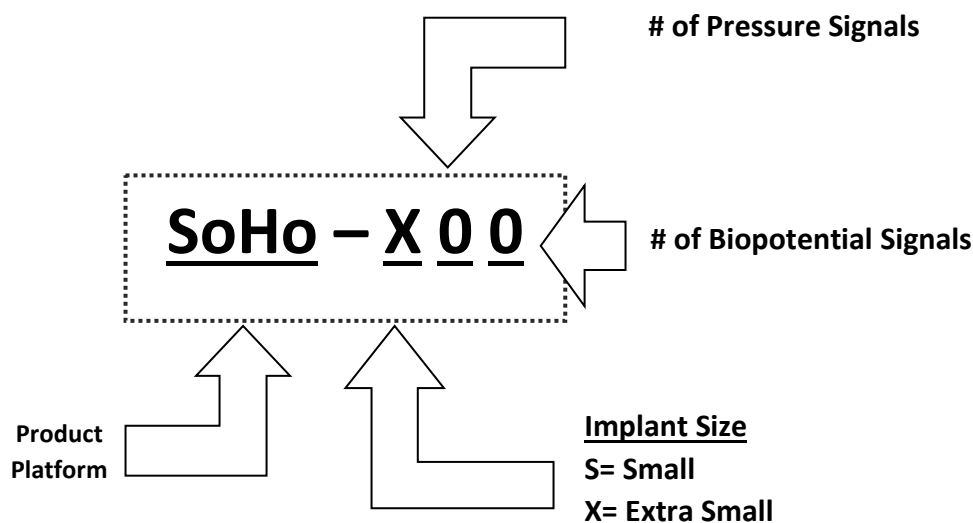 # of Pressure Signals
SoHo – X 0 0
# of Biopotential Signals
Product
Platform
Implant Size
S= Small
X= Extra Small